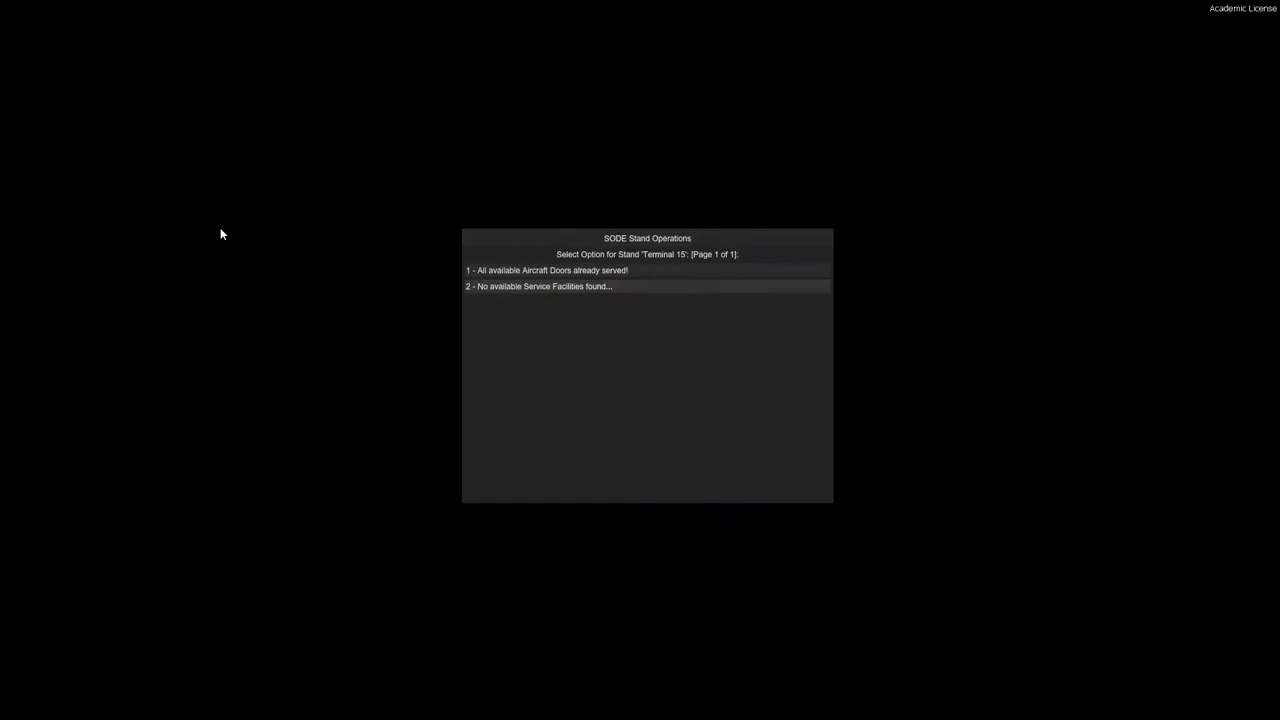 Academic License
SODE Stand Operations
Select Option for Stand 'Terminal 15': [Page 1 of 1]:
1 - All available Aircraft Doors already served!
2 - No available Service Facilities found...